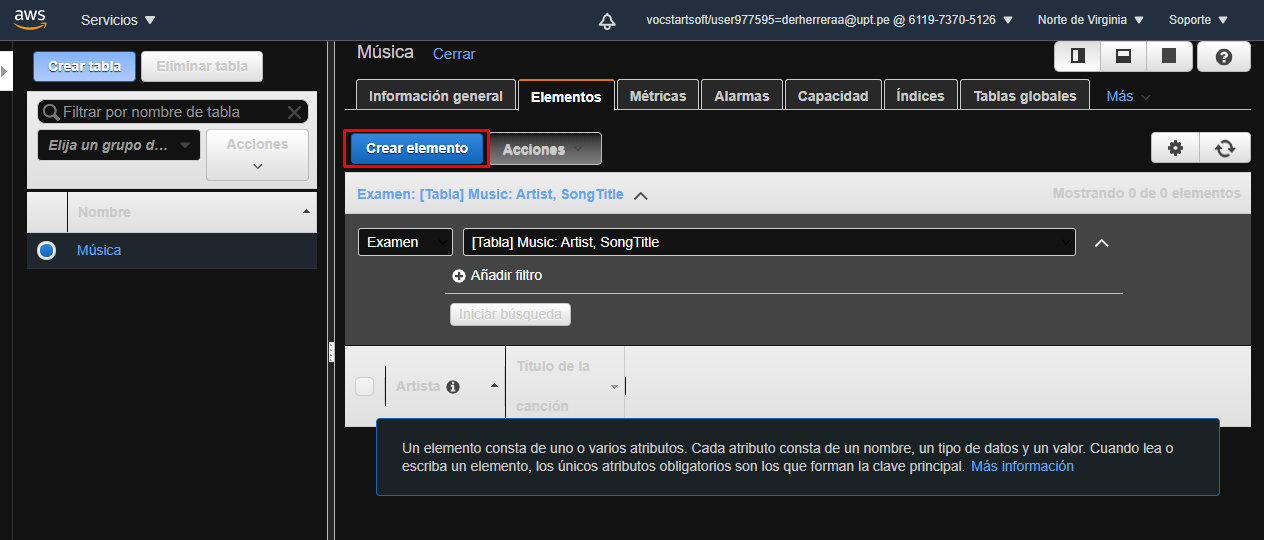 aws
Servicios
vocstartsoft/user977595=derherreraa@upt.pe @ 6119-7370-5126
Norte de Virginia
Soporte
Crear tabla
Eliminar tabla
Filtrar por nombre de tabla
Elija un grupo d...
Acciones
Nombre
Música
Música
Cerrar
Información general
Elementos
Métricas
Alarmas
Capacidad
Índices
Tablas globales
Más
Crear elemento
Acciones
Examen: [Tabla] Music: Artist, SongTitle
Mostrando 0 de 0 elementos
Examen
[Tabla] Music: Artist, SongTitle
Añadir filtro
Iniciar búsqueda
Artista
Título de la
canción
Un elemento consta de uno o varios atributos. Cada atributo consta de un nombre, un tipo de datos y un valor. Cuando lea o
escriba un elemento, los únicos atributos obligatorios son los que forman la clave principal. Más información